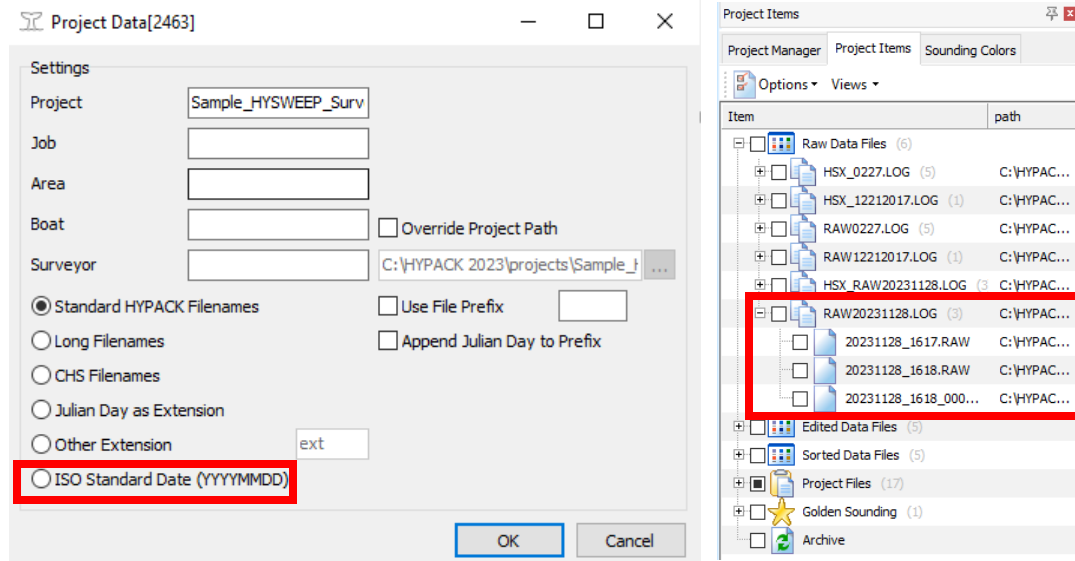 Project Data[2463]
Settings
Project
Sample_HYSWEEP_Surv
Job
Area
Boat
Override Project Path
Surveyor
C:\HYPACK 2023\projects\Sample_H
...
Standard HYPACK Filenames
Use File Prefix
Long Filenames
Append Julian Day to Prefix
CHS Filenames
Julian Day as Extension
Other Extension
ext
ISO Standard Date (YYYYMMDD)
OK
Cancel
Project Items
Project Manager
Project Items
Sounding Colors
Options
Views
Item
path
Raw Data Files (6)
HSX_0227.LOG (5) C:\HYPAC...
HSX_12212017.LOG (1) C:\HYPAC...
RAW0227.LOG (5) C:\HYPAC...
RAW12212017.LOG (1) C:\HYPAC...
HSX_RAW20231128.LOG (3 C:\HYPAC...
RAW20231128.LOG (3) C:\HYPAC...
20231128_1617.RAW C:\HYPAC...
20231128_1618.RAW C:\HYPAC...
20231128_1618_000... C:\HYPAC...
Edited Data Files (5)
Sorted Data Files (5)
Project Files (17)
Golden Sounding (1)
Archive